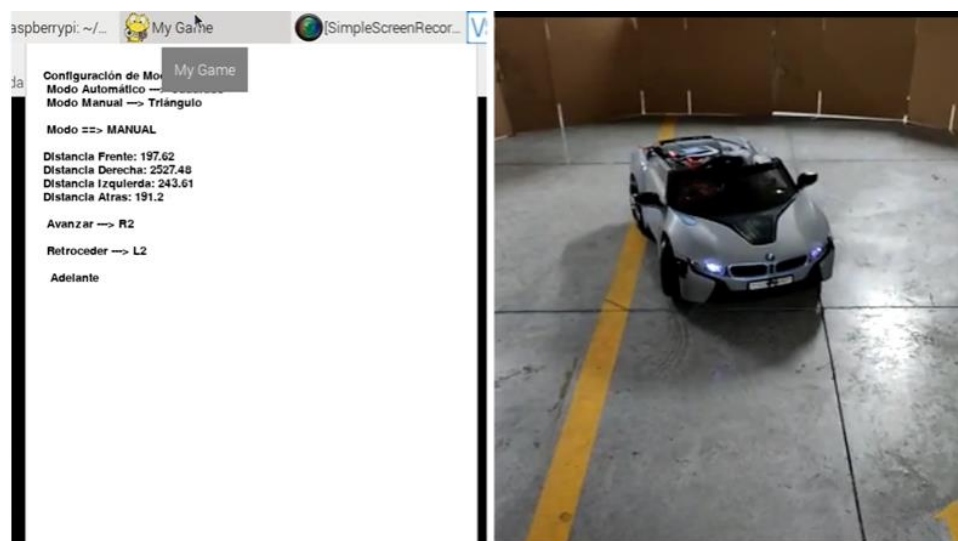 aspberrypi: ~/...
My Game
[SimpleScreenRecor...
My Game
da
Configuración de Mo
Modo Automático --->
Modo Manual ---> Triángulo
Modo ==> MANUAL
Distancia Frente: 197.62
Distancia Derecha: 2527.48
Distancia Izquierda: 243.61
Distancia Atras: 191.2
Avanzar ---> R2
Retroceder ---> L2
Adelante